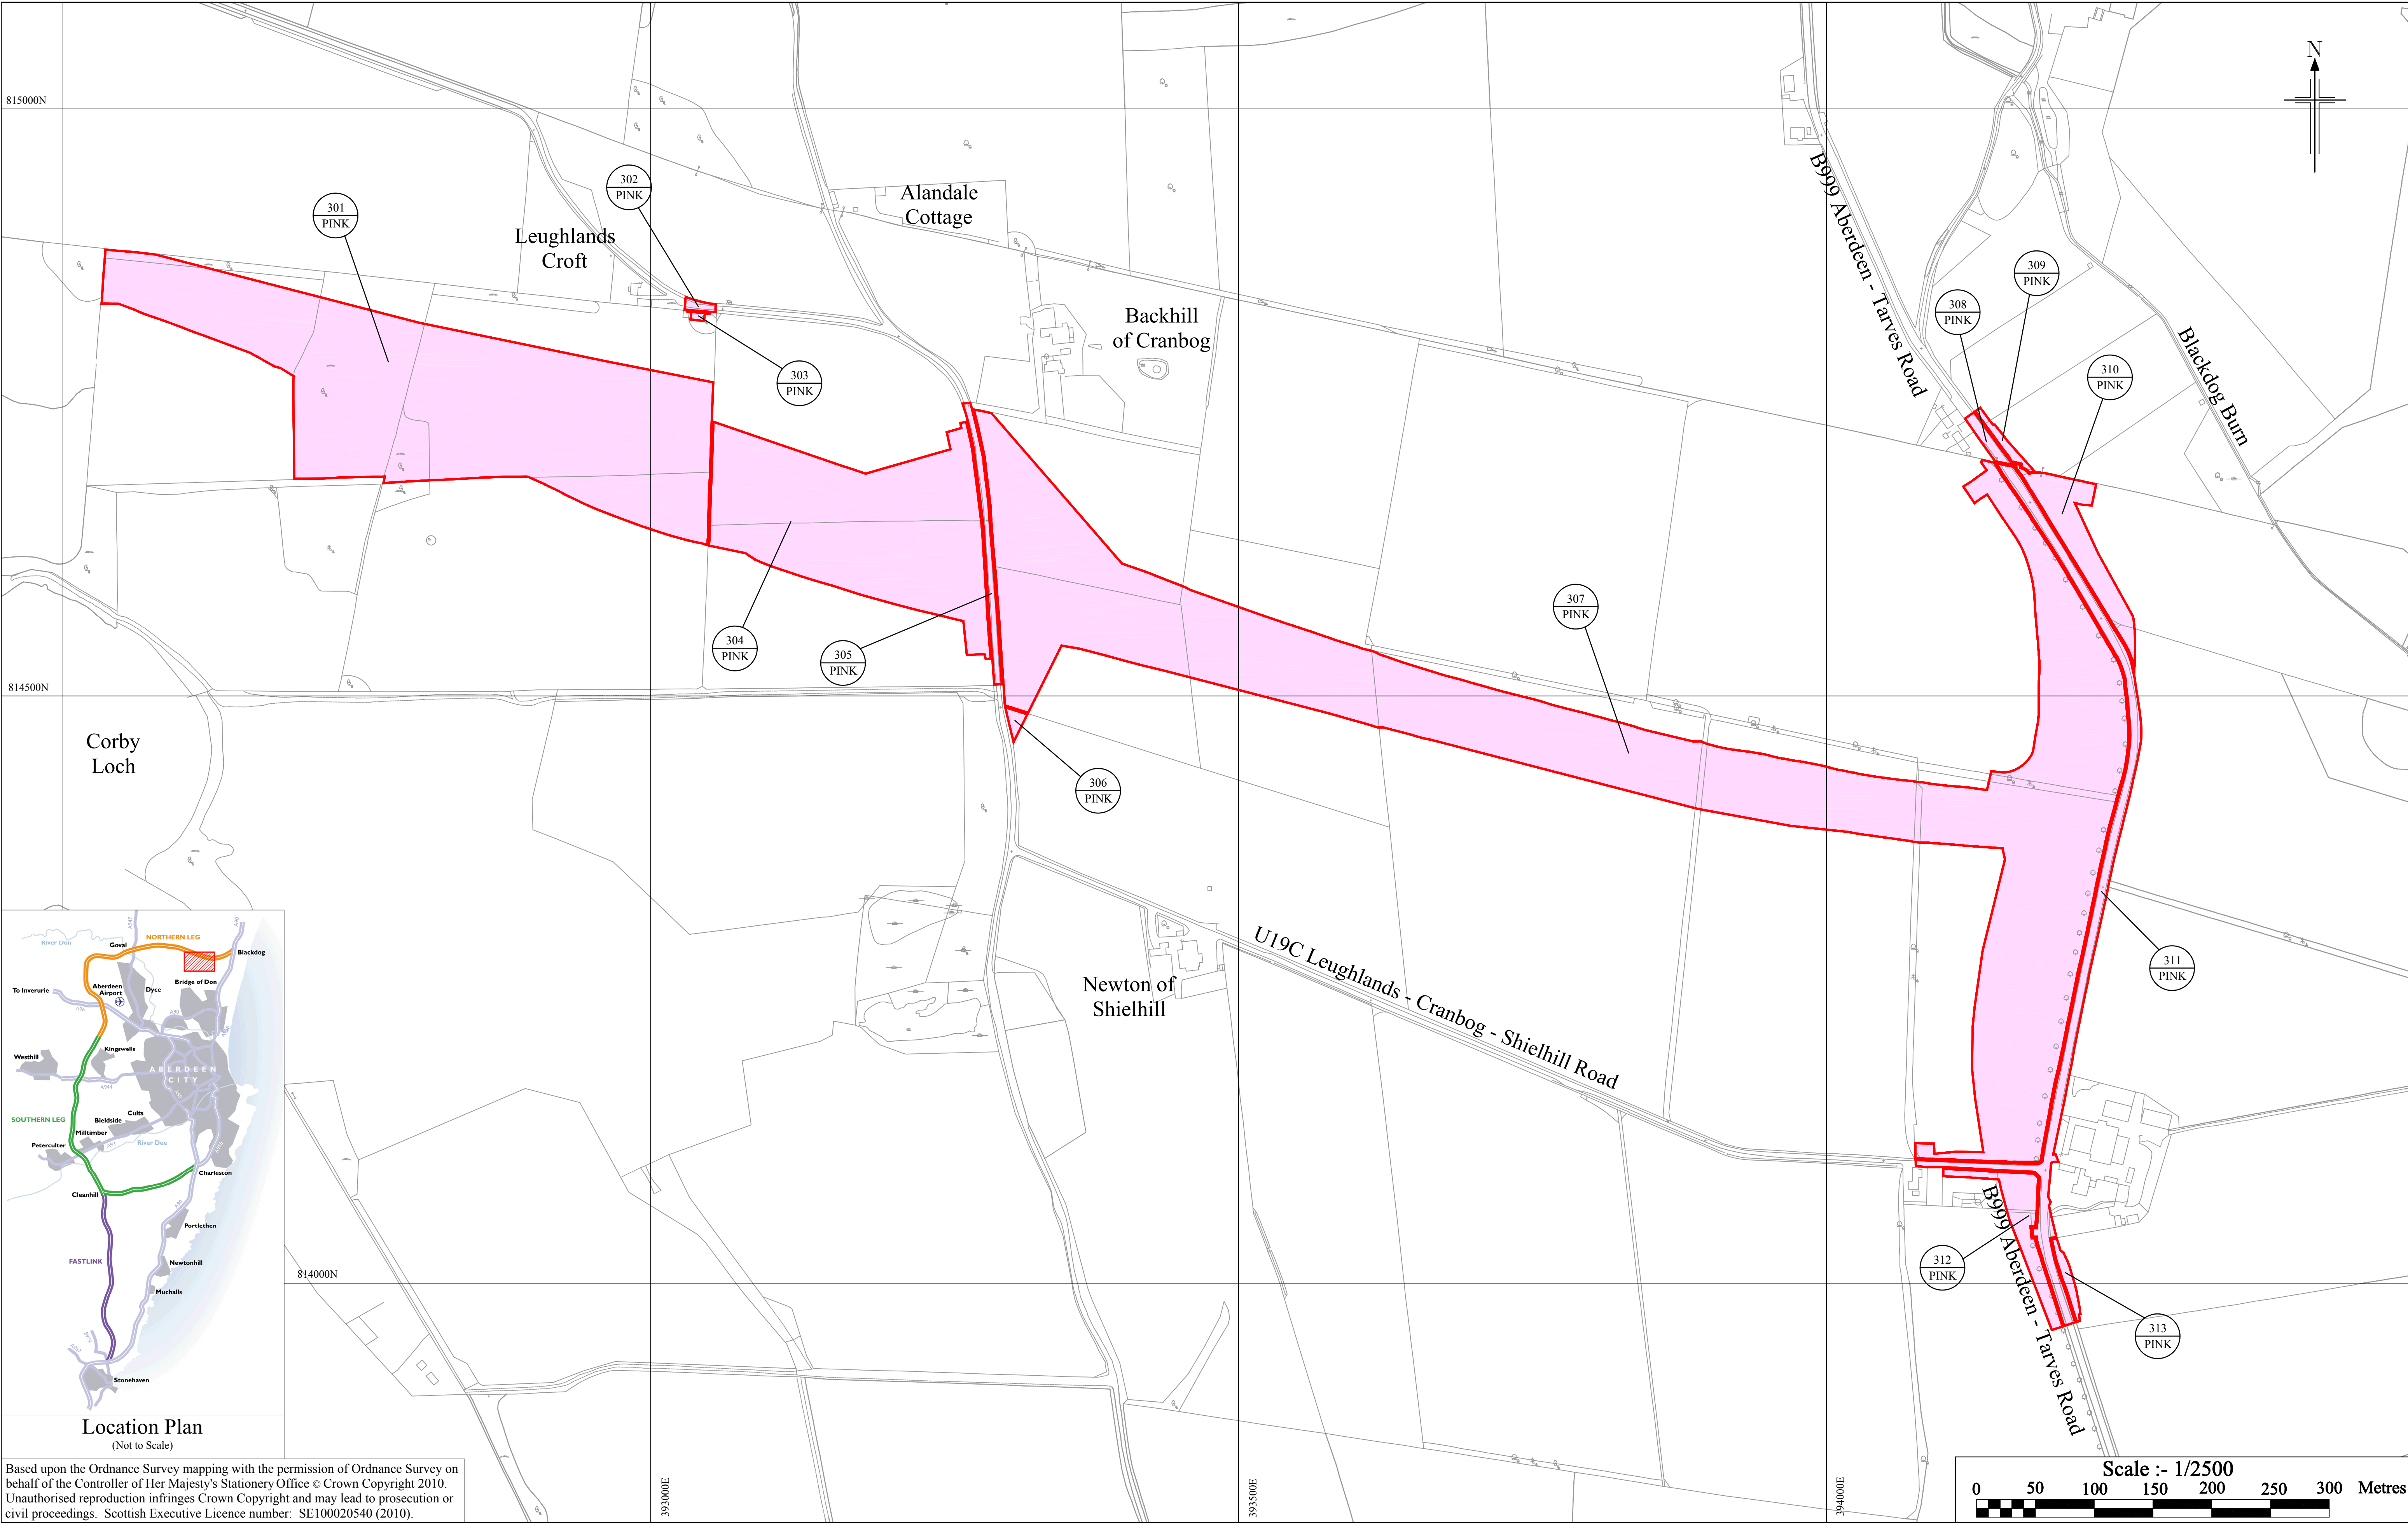 815000N
N
301
PINK
302
PINK
Leughlands
Croft
Alandale
Cottage
303
PINK
Backhill
of Cranbog
B999 Aberdeen - Tarves Road
308
PINK
309
PINK
310
PINK
Blackdog Burn
304
PINK
305
PINK
307
PINK
814500N
Corby
Loch
306
PINK
U19C Leughlands - Cranbog - Shielhill Road
Newton of
Shielhill
311
PINK
312
PINK
B999 Aberdeen - Tarves Road
313
PINK
814000N
393000E
393500E
394000E
River Don
Goval
NORTHERN LEG
A947
A90
Blackdog
To Inverurie
A96
Aberdeen
Airport
Dyce
Bridge of Don
Westhill
Kingswells
A944
ABERDEEN
CITY
SOUTHERN LEG
Bieldside
Cults
Milltimber
Peterculter
A93
River Dee
Charleston
Cleanhill
A90
Portlethen
FASTLINK
Newtonhill
Muchalls
A957
Stonehaven
Location Plan
(Not to Scale)
Based upon the Ordnance Survey mapping with the permission of Ordnance Survey on
behalf of the Controller of Her Majesty's Stationery Office © Crown Copyright 2010.
Unauthorised reproduction infringes Crown Copyright and may lead to prosecution or
civil proceedings. Scottish Executive Licence number: SE100020540 (2010).
Scale :- 1/2500
0 50 100 150 200 250 300 Metres